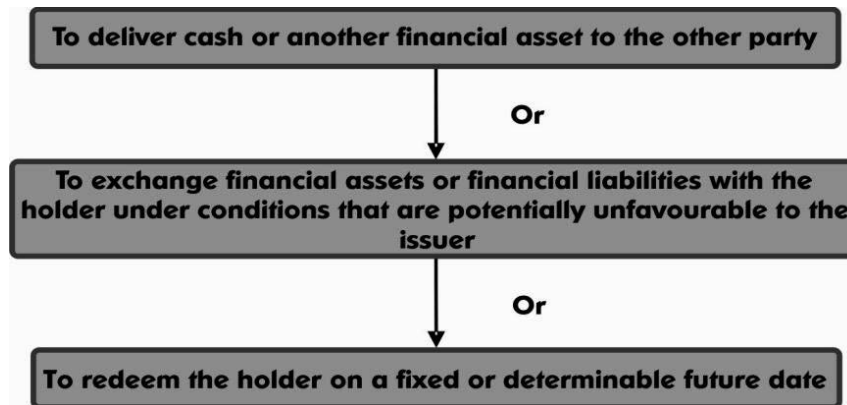 To deliver cash or another financial asset to the other party
Or
To exchange financial assets or financial liabilities with the
holder under conditions that are potentially unfavourable to the
issuer
Or
To redeem the holder on a fixed or determinable future date